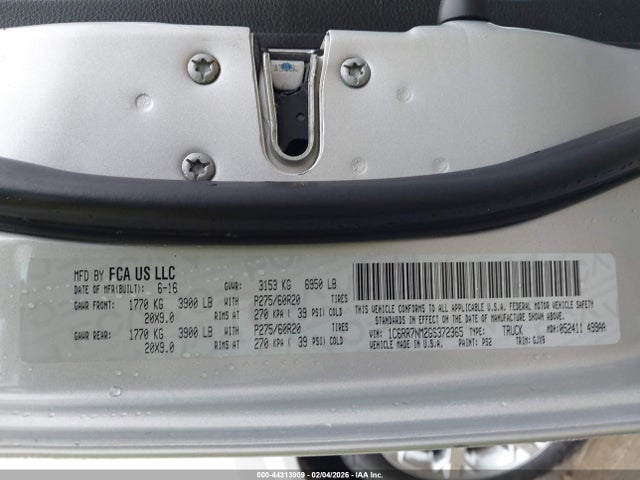 MFD BY FCA US LLC
DATE OF MFR(BUILT): 6-16 GVWR: 3153 KG 6950 LB
GAWR FRONT: 1770 KG 3900 LB WITH P275/60R20 TIRES
20X9.0 RIMS AT 270 KPA ( 39 PSI) COLD
GAWR REAR: 1770 KG 3900 LB WITH P275/60R20 TIRES
20X9.0 RIMS AT 270 KPA ( 39 PSI) COLD
THIS VEHICLE CONFORMS TO ALL APPLICABLE U.S.A. FEDERAL MOTOR VEHICLE SAFETY
STANDARDS IN EFFECT ON THE DATE OF MANUFACTURE SHOWN ABOVE.
VIN: 1C6RR7NM2GS372365 TYPE: TRUCK MDH: 052411 499AA
VEHICLE MADE IN U.S.A. PAINT: PS2 TRIM: GJV9
000-44313909 - 02/04/2026 - IAA Inc.